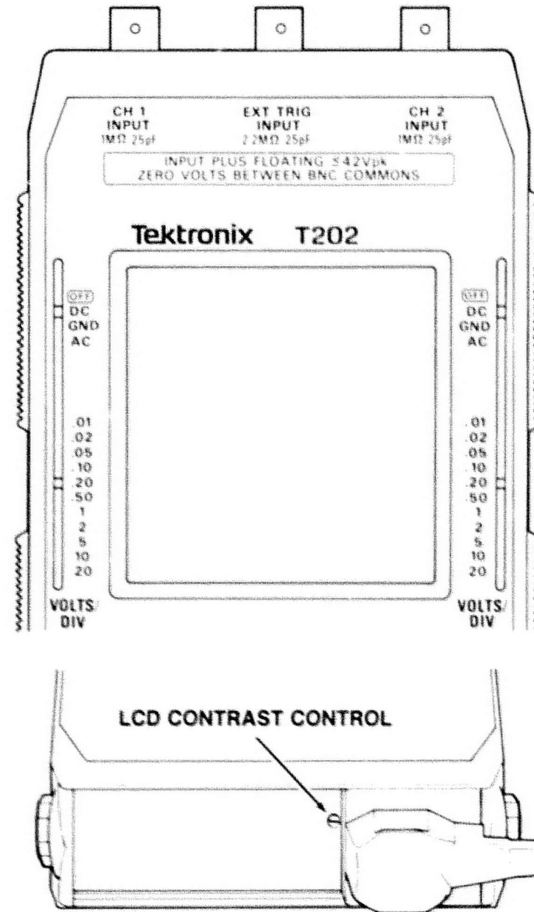 CH 1 INPUT 1MΩ 25pF
EXT TRIG INPUT 2.2MΩ 25pF
CH 2 INPUT 1MΩ 25pF
INPUT PLUS FLOATING ≤42Vpk
ZERO VOLTS BETWEEN BNC COMMONS
Tektronix T202
OFF
DC
GND
AC
.01
.02
.05
.10
.20
.50
1
2
5
10
20
VOLTS/
DIV
OFF
DC
GND
AC
.01
.02
.05
.10
.20
.50
1
2
5
10
20
VOLTS/
DIV
LCD CONTRAST CONTROL